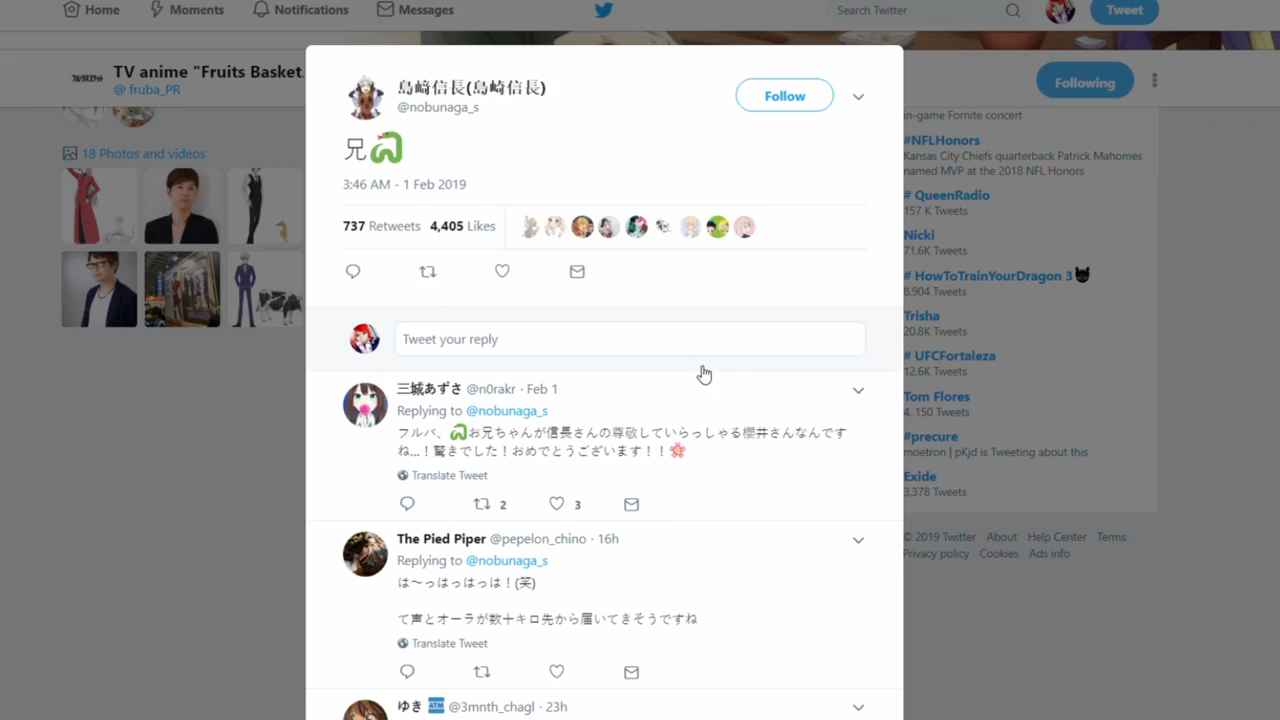 Home
Moments
Notifications
Messages
Search Twitter
Tweet
TV anime "Fruits Basket.
@ fruba_PR
Following
18 Photos and videos
島﨑信長(島崎信長)
@nobunaga_s
Follow
兄🐍
3:46 AM - 1 Feb 2019
737 Retweets 4,405 Likes
Tweet your reply
三城あずさ @n0rakr · Feb 1
Replying to @nobunaga_s
フルバ、🐍お兄ちゃんが信長さんの尊敬していらっしゃる櫻井さんなんです
ね...！驚きでした！おめでとうございます！！🌸
Translate Tweet
2 3
The Pied Piper @pepelon_chino · 16h
Replying to @nobunaga_s
は〜っはっはっは！(笑)
て声とオーラが数十キロ先から届いてきそうですね
Translate Tweet
ゆき 🏧 @3mnth_chagl · 23h
in-game Fornite concert
#NFLHonors
Kansas City Chiefs quarterback Patrick Mahomes
named MVP at the 2018 NFL Honors
# QueenRadio
157 K Tweets
Nicki
71.6K Tweets
# HowToTrainYourDragon 3
8.904 Tweets
Trisha
20.8K Tweets
# UFCFortaleza
12.6K Tweets
Tom Flores
4, 150 Tweets
#precure
moetron | pKjd is Tweeting about this
Exide
3.378 Tweets
© 2019 Twitter About Help Center Terms
Privacy policy Cookies Ads info